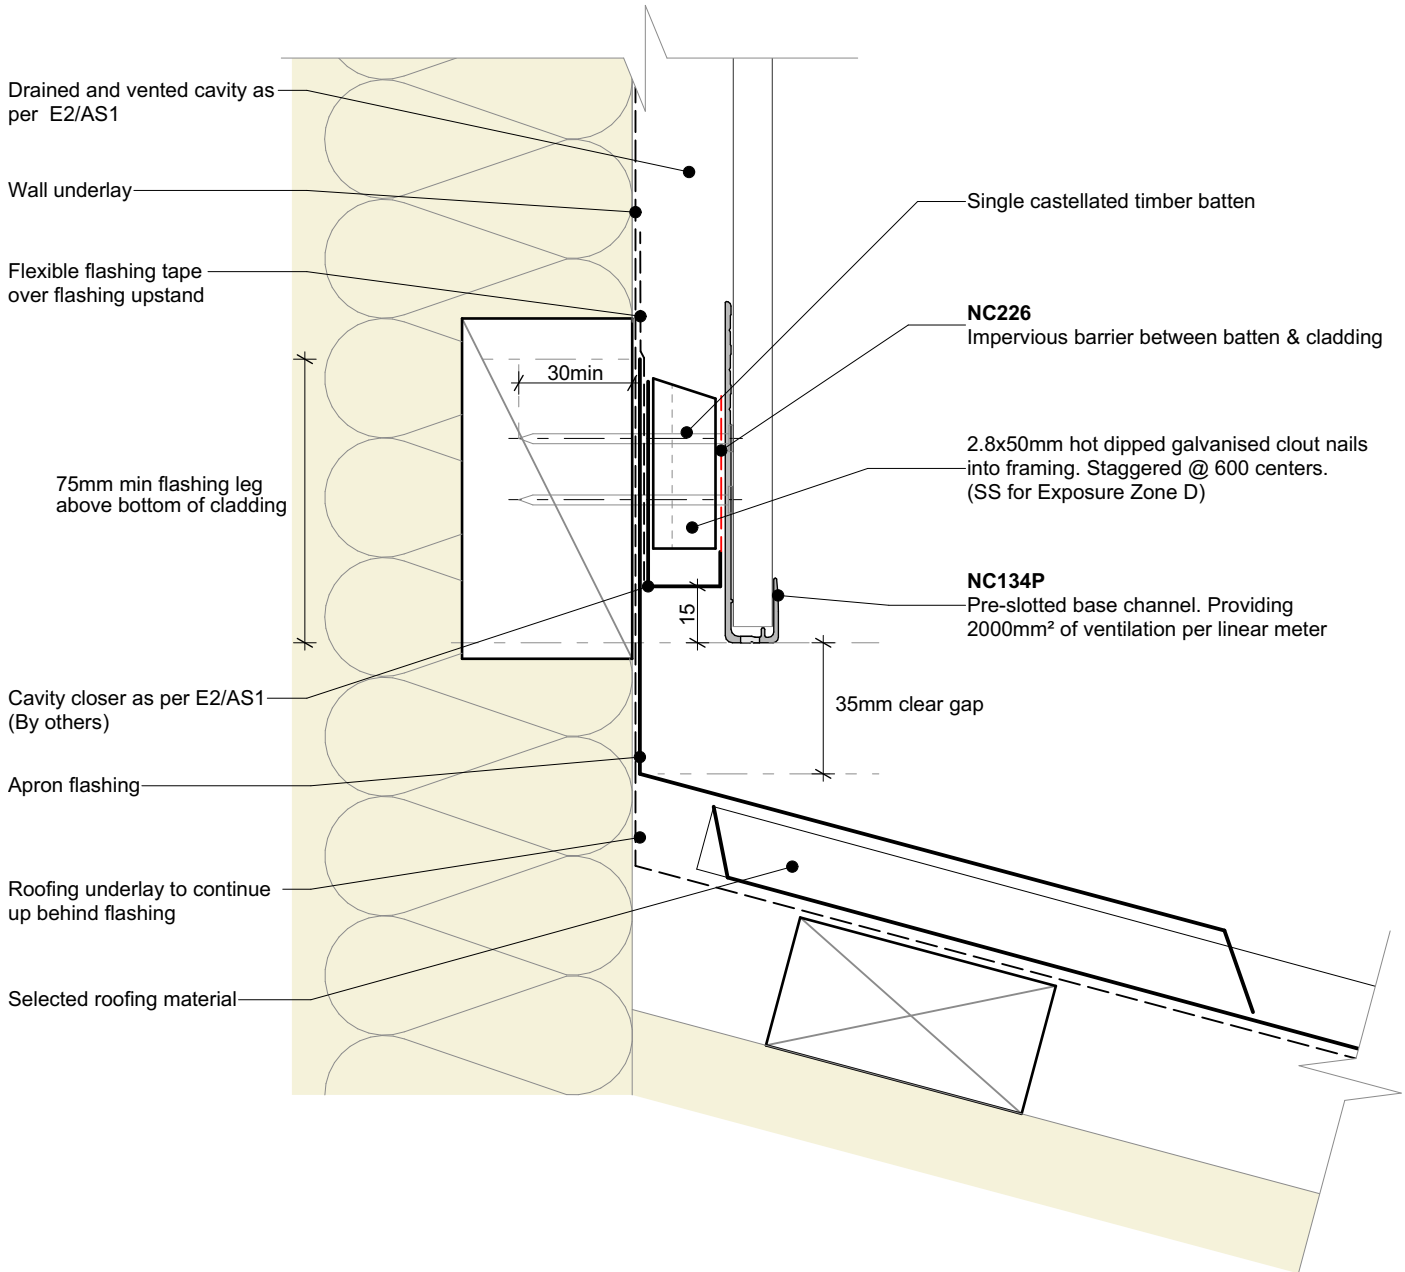 Drained and vented cavity as
per E2/AS1
Wall underlay
Single castellated timber batten
Flexible flashing tape
over flashing upstand
NC226
Impervious barrier between batten & cladding
30min
2.8x50mm hot dipped galvanised clout nails
into framing. Staggered @ 600 centers.
(SS for Exposure Zone D)
75mm min flashing leg
above bottom of cladding
NC134P
Pre-slotted base channel. Providing
2000mm² of ventilation per linear meter
15
Cavity closer as per E2/AS1
(By others)
35mm clear gap
Apron flashing
Roofing underlay to continue
up behind flashing
Selected roofing material